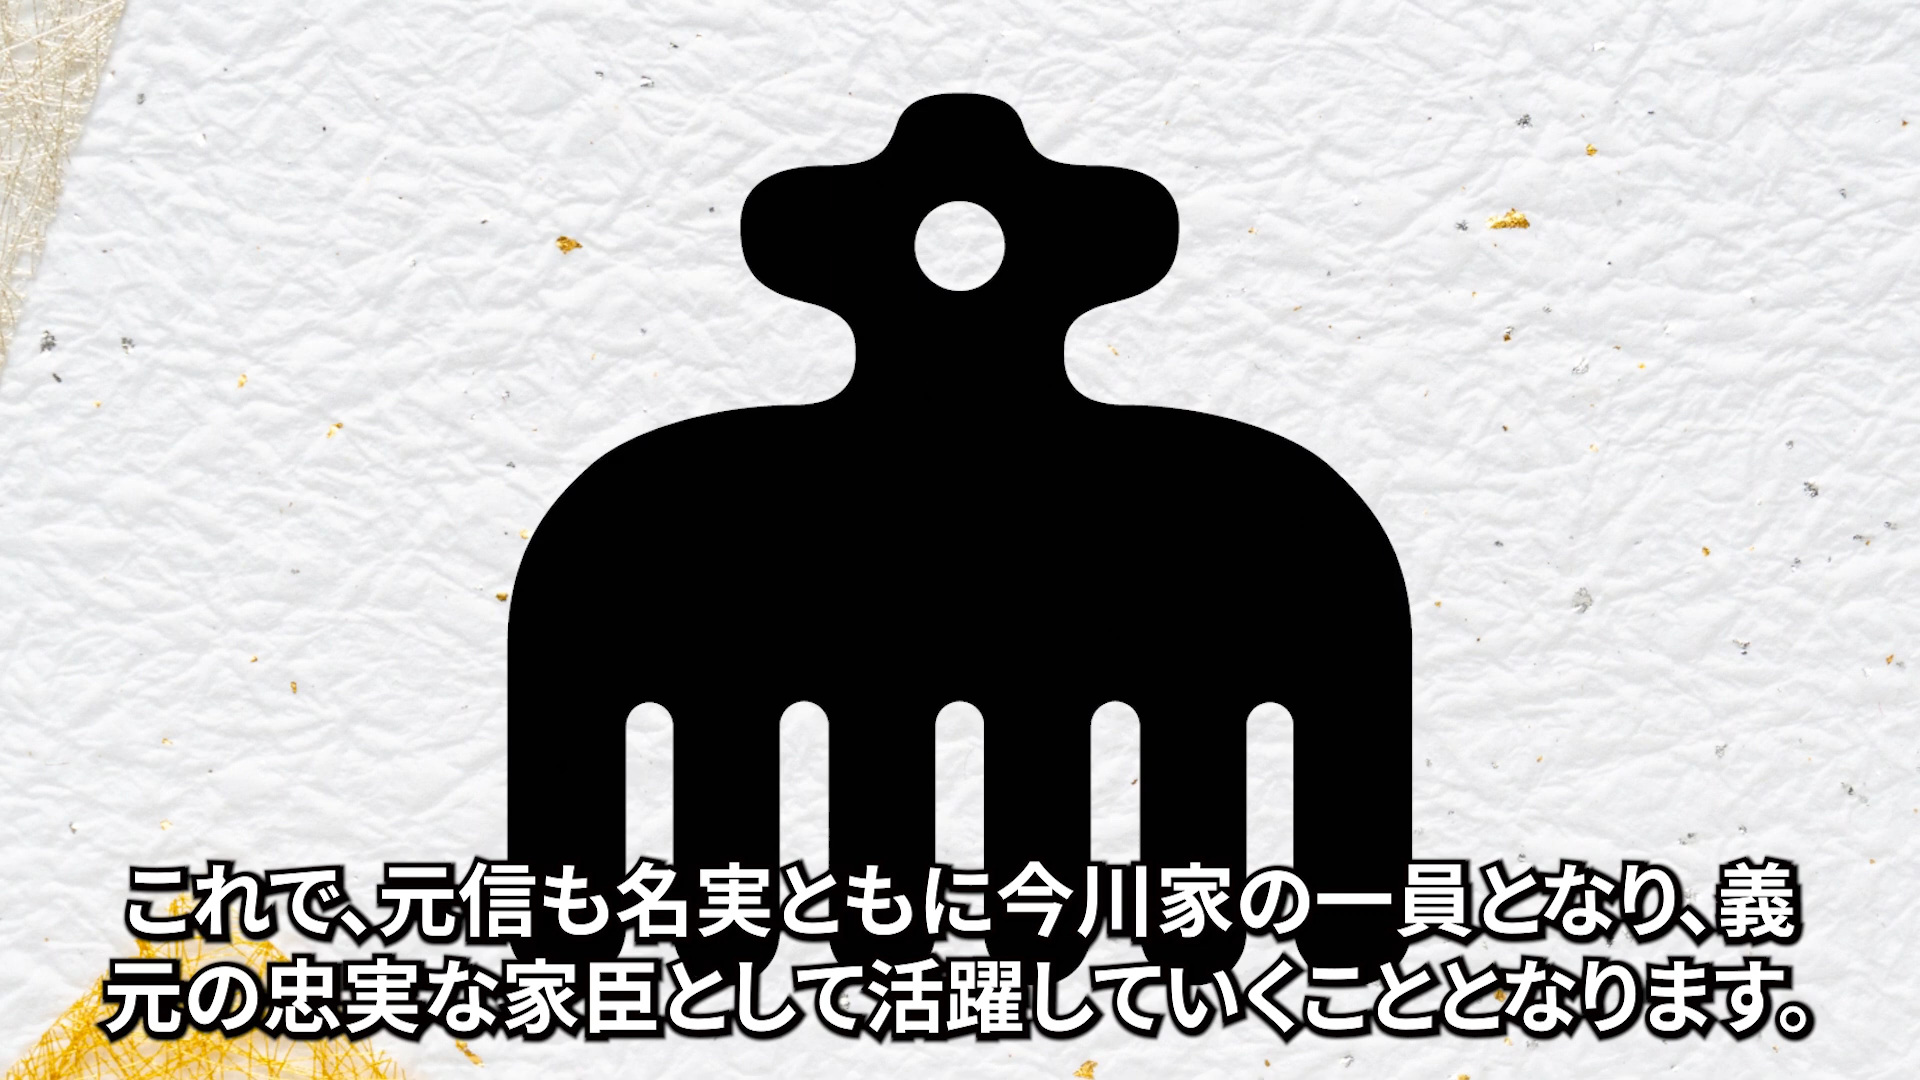 これで、元信も名実ともに今川家の一員となり、義
元の忠実な家臣として活躍していくこととなります。